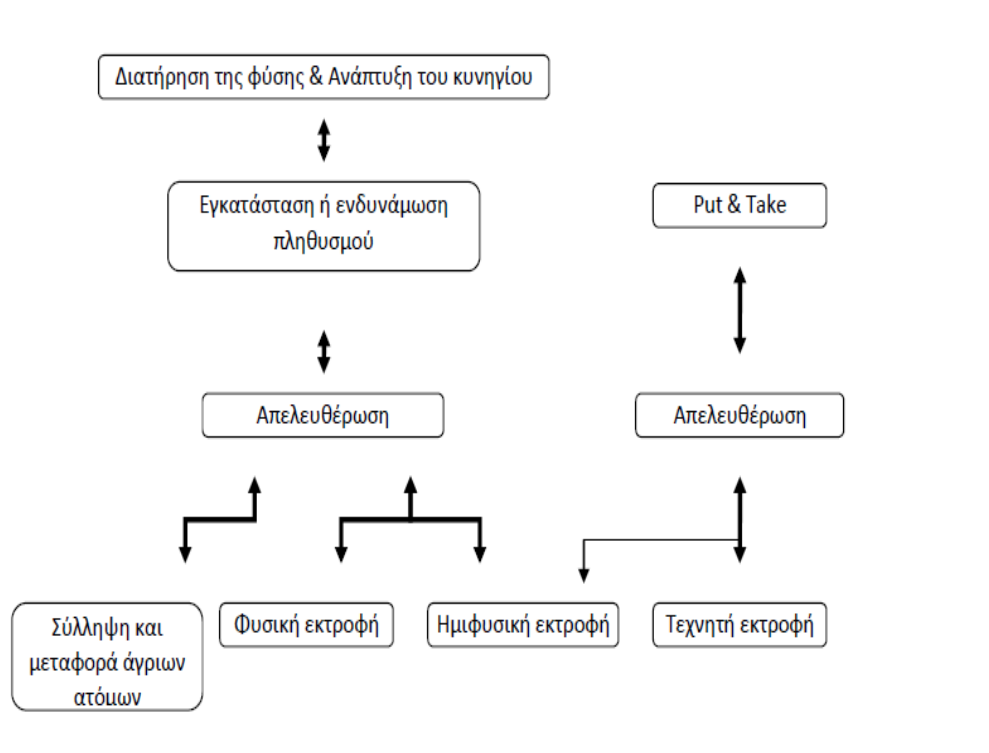 Διατήρηση της φύσης & Ανάπτυξη του κυνηγίου
Εγκατάσταση ή ενδυνάμωση
πληθυσμού
Put & Take
Απελευθέρωση
Απελευθέρωση
Σύλληψη και
μεταφορά άγριων
ατόμων
Φυσική εκτροφή
Ημιφυσική εκτροφή
Τεχνητή εκτροφή